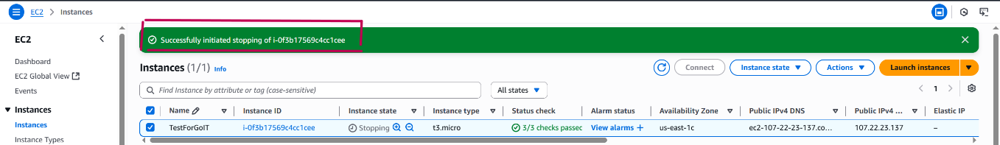 EC2 > Instances
EC2
Dashboard
EC2 Global View
Events
Instances
Instances
Instance Types
Successfully initiated stopping of i-0f3b17569c4cc1cee
Instances (1/1) Info
Connect Instance state Actions Launch instances
Find Instance by attribute or tag (case-sensitive) All states 1
Name Instance ID Instance state Instance type Status check Alarm status Availability Zone Public IPv4 DNS Public IPv4 ... Elastic IP
TestForGoIT i-0f3b17569c4cc1cee Stopping t3.micro 3/3 checks passec View alarms + us-east-1c ec2-107-22-23-137.co... 107.22.23.137 –